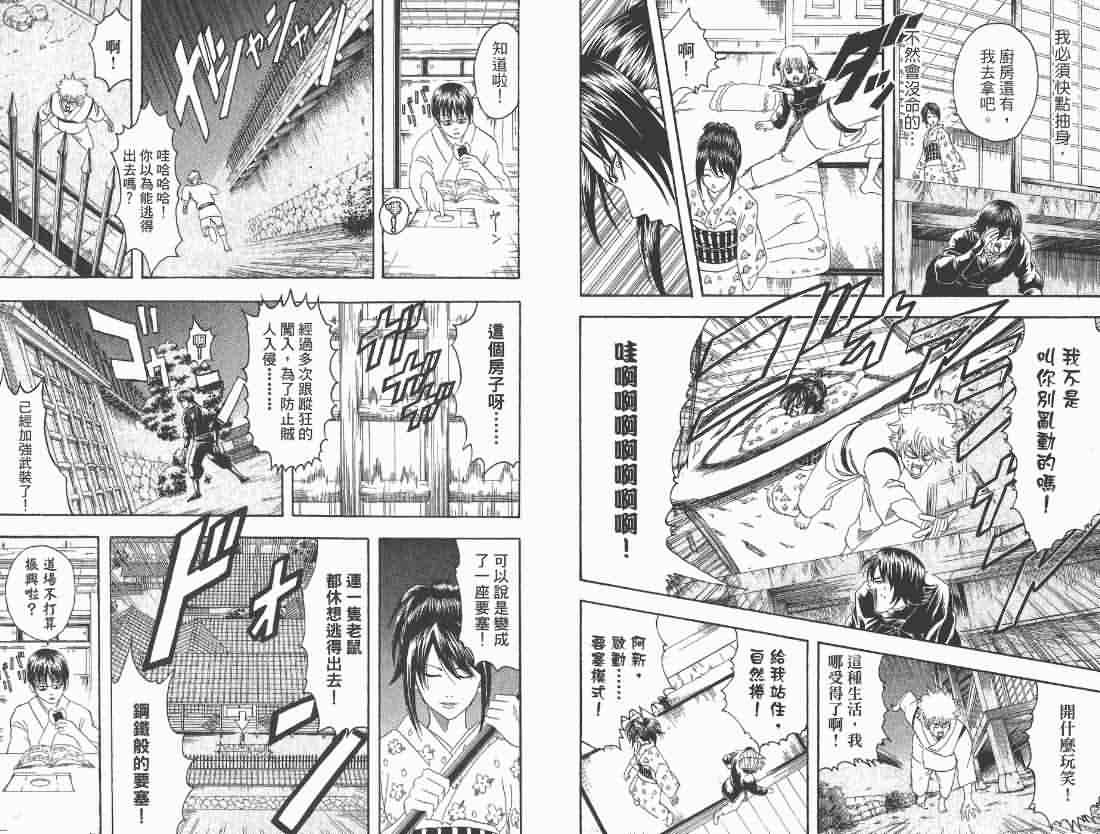 我必須快點抽身，
不然會沒命的…
廚房還有，
我去拿吧。
啊！
我不是
叫你別亂動的嗎！
哇啊啊啊啊啊啊啊！
開什麼玩笑！
這種生活，我
哪受得了啊！
給我站住，
自然捲！
阿新，
啟動……
要塞模式！
知道啦！
啊！
哇哈哈哈！
你以為能逃得
出去嗎？
這個房子呀……
經過多次跟蹤狂的
闖入，為了防止賊
人入侵………
啊！
已經加強武裝了！
可以說是變成
了一座要塞！
連一隻老鼠
都休想逃得出去！
鋼鐵般的要塞！
道場不打算
振興啦？